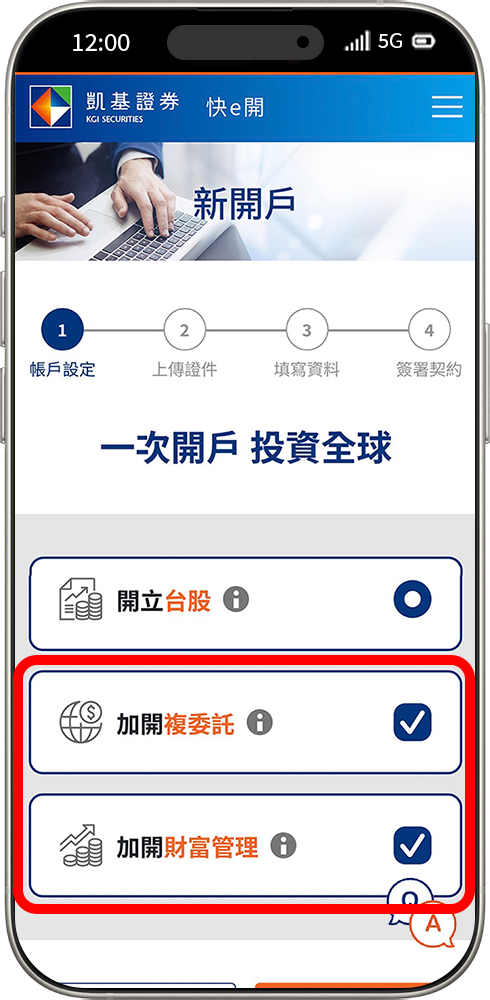 12:00 5G
凱基證券 快e開
KGI SECURITIES
新開戶
1 2 3 4
帳戶設定 上傳證件 填寫資料 簽署契約
一次開戶 投資全球
開立台股 i
加開複委託 i
加開財富管理 i
Q
A